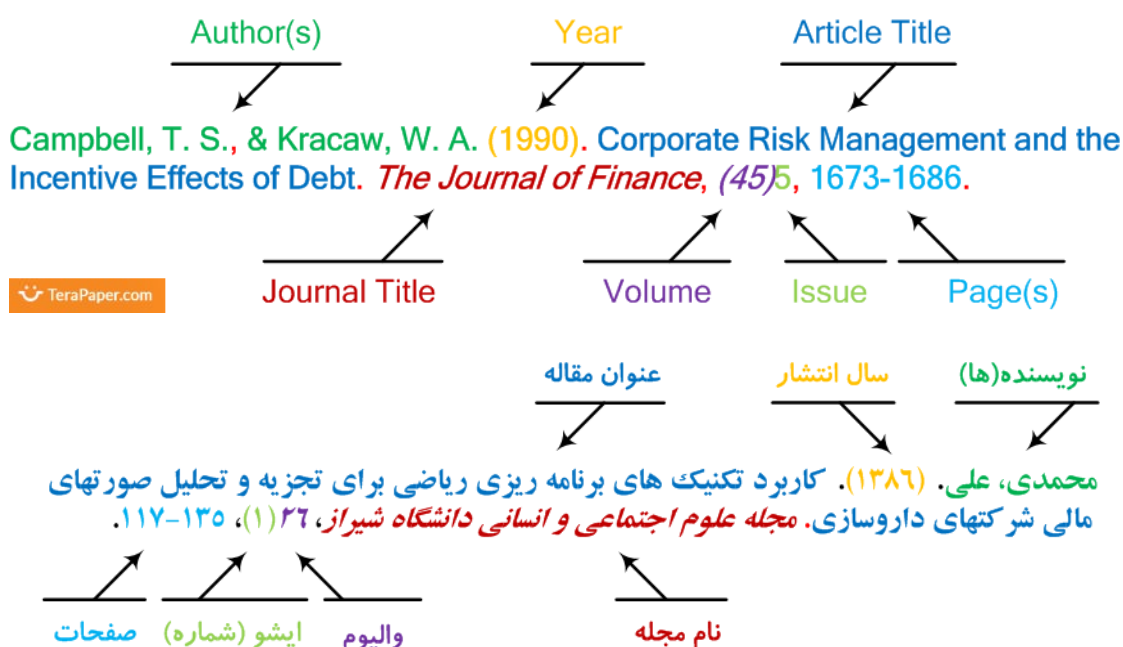 Author(s) Year Article Title
Campbell, T. S., & Kracaw, W. A. (1990). Corporate Risk Management and the
Incentive Effects of Debt. The Journal of Finance, (45)5, 1673-1686.
TeraPaper.com Journal Title Volume Issue Page(s)
نویسنده(ها) سال انتشار عنوان مقاله
محمدی، علی. (۱۳۸۶). کاربرد تکنیک های برنامه ریزی ریاضی برای تجزیه و تحلیل صورتهای
مالی شرکتهای داروسازی. مجله علوم اجتماعی و انسانی دانشگاه شیراز، ۲۶(۱)، ۱۳۵-۱۱۷.
نام مجله والیوم ایشو (شماره) صفحات